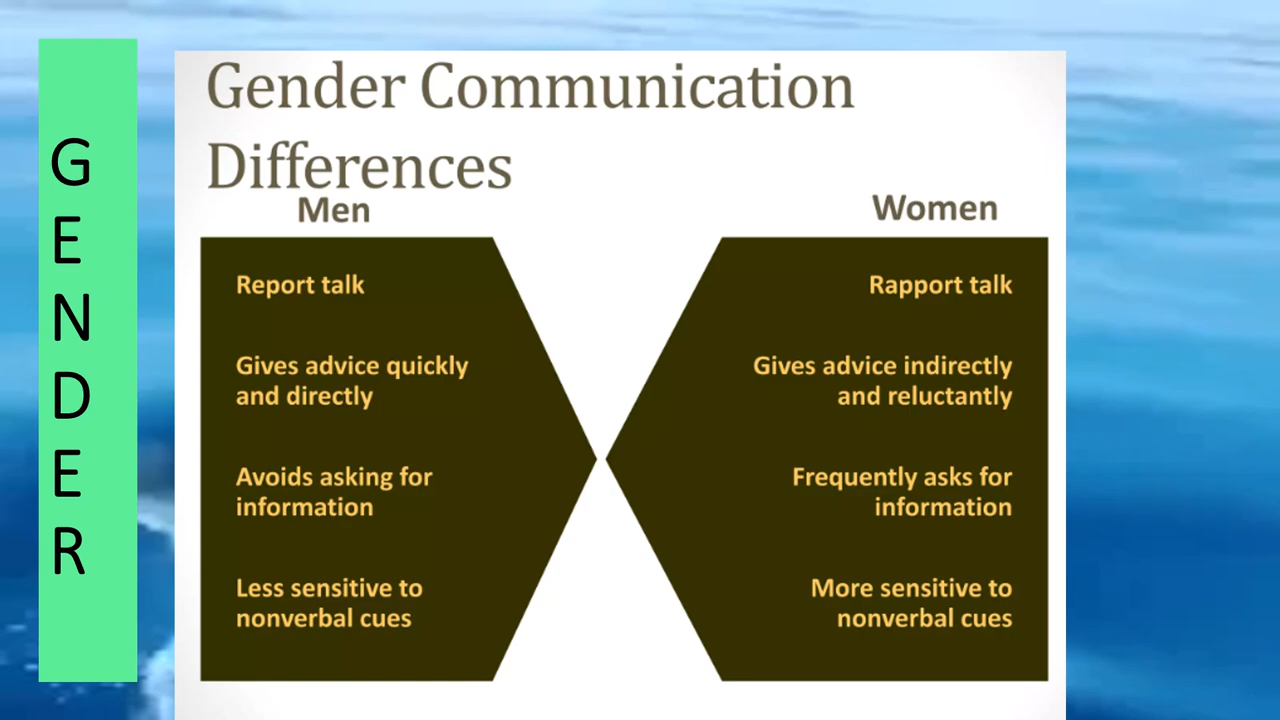 G
E
N
D
E
R
Gender Communication
Differences
Men
Report talk
Gives advice quickly
and directly
Avoids asking for
information
Less sensitive to
nonverbal cues
Women
Rapport talk
Gives advice indirectly
and reluctantly
Frequently asks for
information
More sensitive to
nonverbal cues